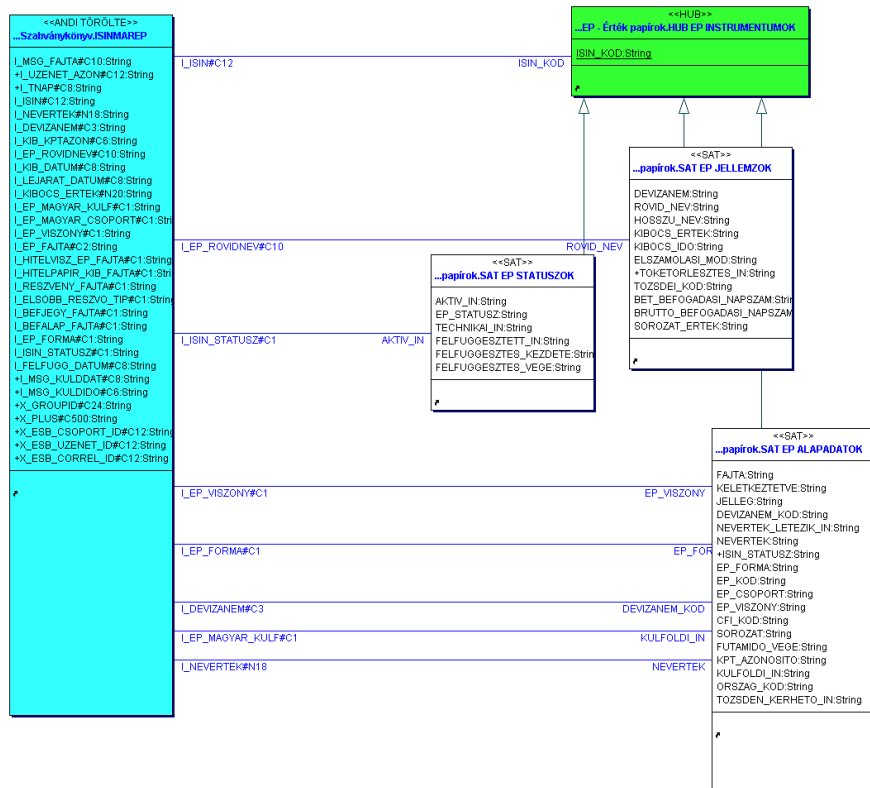 <<ANDI TÖRÖLTE>>
...Szabványkönyv.ISINMAREP
I_MSG_FAJTA#C10:String
+I_UZENET_AZON#C12:String
+I_TNAP#C8:String
I_ISIN#C12:String
I_NEVERTEK#N18:String
I_DEVIZANEM#C3:String
I_KIB_KPTAZON#C6:String
I_EP_ROVIDNEV#C10:String
I_KIB_DATUM#C8:String
I_LEJARAT_DATUM#C8:String
I_KIBOCS_ERTEK#N20:String
I_EP_MAGYAR_KULF#C1:String
I_EP_MAGYAR_CSOPORT#C1:Stri
I_EP_VISZONY#C1:String
I_EP_FAJTA#C2:String
I_HITELVISZ_EP_FAJTA#C1:String
I_HITELPAPIR_KIB_FAJTA#C1:Stri
I_RESZVENY_FAJTA#C1:String
I_ELSOBB_RESZVO_TIP#C1:String
I_BEFJEGY_FAJTA#C1:String
I_BEFALAP_FAJTA#C1:String
I_EP_FORMA#C1:String
I_ISIN_STATUSZ#C1:String
I_FELFUGG_DATUM#C8:String
+I_MSG_KULDDAT#C8:String
+I_MSG_KULDIDO#C6:String
+X_GROUPID#C24:String
+X_PLUS#C500:String
+X_ESB_CSOPORT_ID#C12:String
+X_ESB_UZENET_ID#C12:String
+X_ESB_CORREL_ID#C12:String
<<HUB>>
...EP - Érték papírok.HUB EP INSTRUMENTUMOK
ISIN_KOD:String
I_ISIN#C12
ISIN_KOD
<<SAT>>
...papírok.SAT EP JELLEMZOK
DEVIZANEM:String
ROVID_NEV:String
HOSSZU_NEV:String
KIBOCS_ERTEK:String
KIBOCS_IDO:String
ELSZAMOLASI_MOD:String
+TOKETORLESZTES_IN:String
TOZSDEI_KOD:String
BET_BEFOGADASI_NAPSZAM:Strin
BRUTTO_BEFOGADASI_NAPSZAM
SOROZAT_ERTEK:String
I_EP_ROVIDNEV#C10
ROVID_NEV
<<SAT>>
...papírok.SAT EP STATUSZOK
AKTIV_IN:String
EP_STATUSZ:String
TECHNIKAI_IN:String
FELFUGGESZTETT_IN:String
FELFUGGESZTES_KEZDETE:Strin
FELFUGGESZTES_VEGE:String
I_ISIN_STATUSZ#C1
AKTIV_IN
<<SAT>>
...papírok.SAT EP ALAPADATOK
FAJTA:String
KELETKEZTETVE:String
JELLEG:String
DEVIZANEM_KOD:String
NEVERTEK_LETEZIK_IN:String
NEVERTEK:String
+ISIN_STATUSZ:String
EP_FORMA:String
EP_KOD:String
EP_CSOPORT:String
EP_VISZONY:String
CFI_KOD:String
SOROZAT:String
FUTAMIDO_VEGE:String
KPT_AZONOSITO:String
KULFOLDI_IN:String
ORSZAG_KOD:String
TOZSDEN_KERHETO_IN:String
I_EP_VISZONY#C1
EP_VISZONY
I_EP_FORMA#C1
EP_FOR
I_DEVIZANEM#C3
DEVIZANEM_KOD
I_EP_MAGYAR_KULF#C1
KULFOLDI_IN
I_NEVERTEK#N18
NEVERTEK